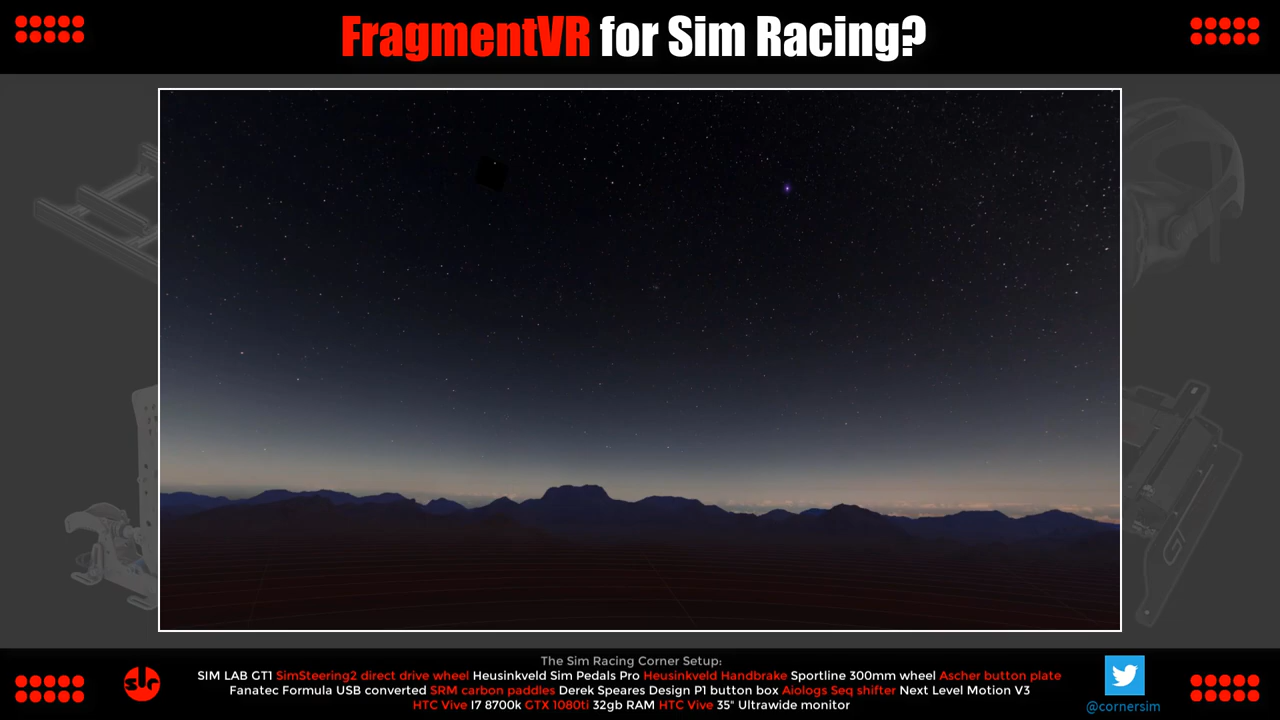 FragmentVR for Sim Racing?
The Sim Racing Corner Setup:
SIM LAB GT1 SimSteering2 direct drive wheel Heusinkveld Sim Pedals Pro Heusinkveld Handbrake Sportline 300mm wheel Ascher button plate
Fanatec Formula USB converted SRM carbon paddles Derek Speares Design P1 button box Aiologs Seq shifter Next Level Motion V3
HTC Vive I7 8700k GTX 1080ti 32gb RAM HTC Vive 35" Ultrawide monitor
@cornersim